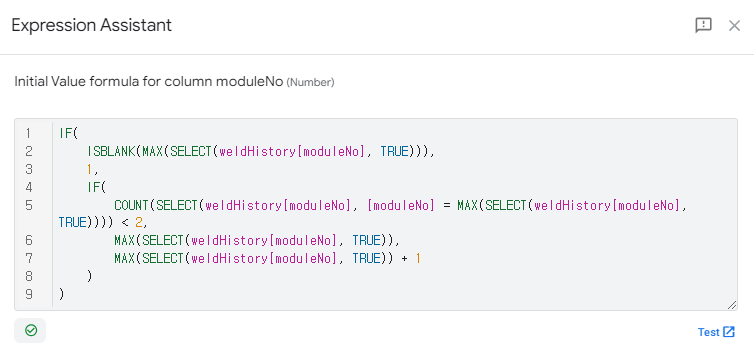 Expression Assistant
Initial Value formula for column moduleNo (Number)
1 IF(
2 ISBLANK(MAX(SELECT(weldHistory[moduleNo], TRUE))),
3 1,
4 IF(
5 COUNT(SELECT(weldHistory[moduleNo], [moduleNo] = MAX(SELECT(weldHistory[moduleNo],
TRUE)))) < 2,
6 MAX(SELECT(weldHistory[moduleNo], TRUE)),
7 MAX(SELECT(weldHistory[moduleNo], TRUE)) + 1
8 )
9 )
Test